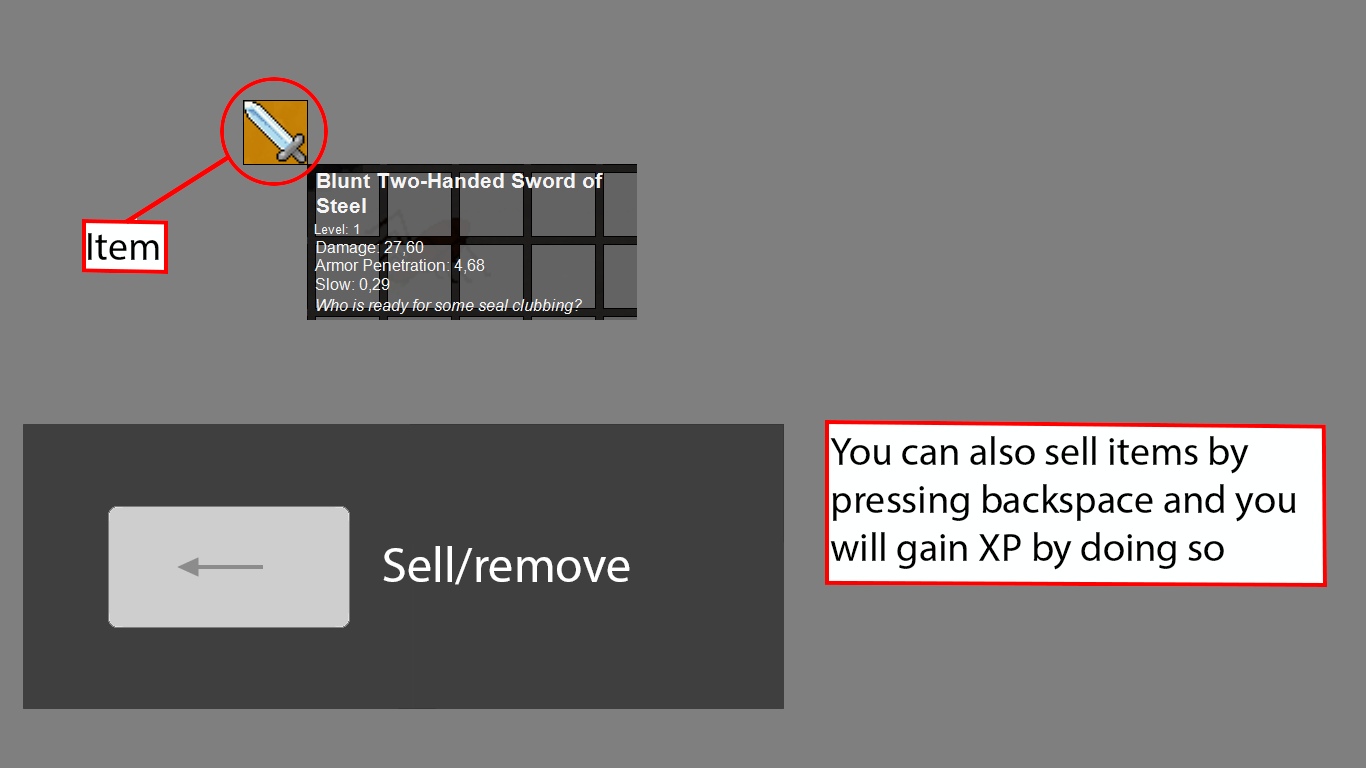 Item
Blunt Two-Handed Sword of
Steel
Level: 1
Damage: 27,60
Armor Penetration: 4,68
Slow: 0,29
Who is ready for some seal clubbing?
Sell/remove
You can also sell items by
pressing backspace and you
will gain XP by doing so